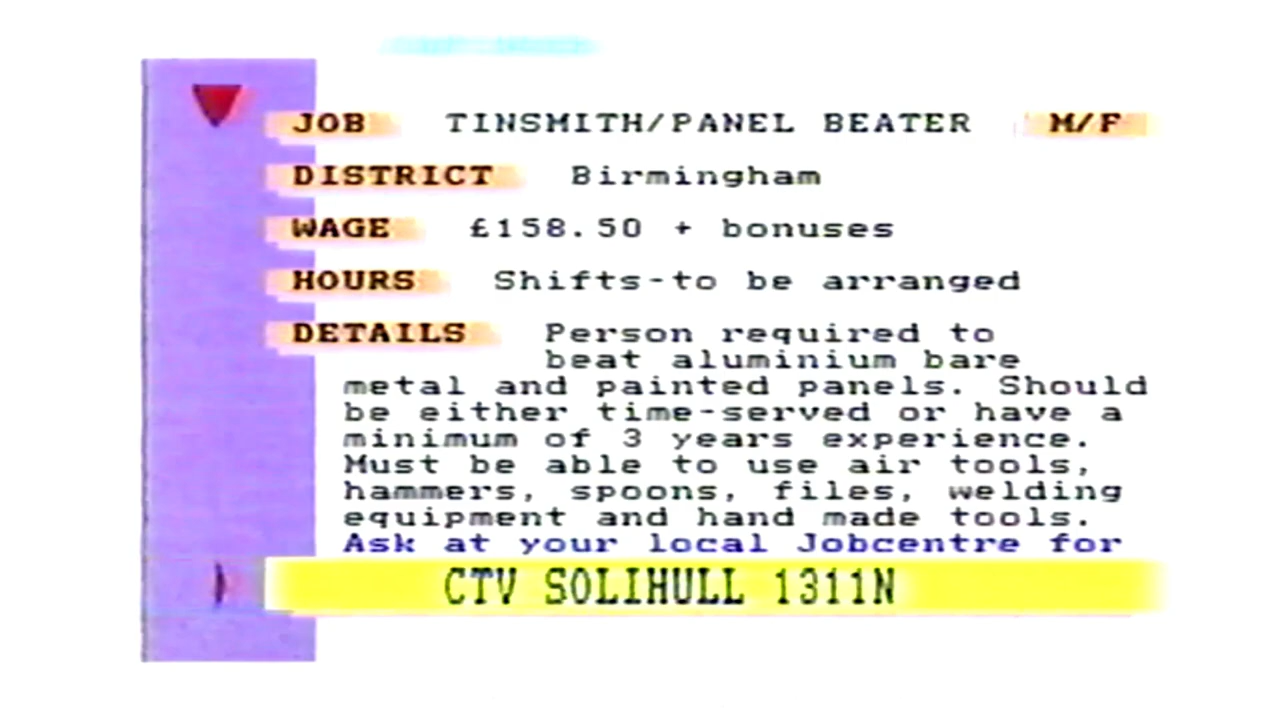 JOB TINSMITH/PANEL BEATER M/F
DISTRICT Birmingham
WAGE £158.50 + bonuses
HOURS Shifts-to be arranged
DETAILS Person required to
beat aluminium bare
metal and painted panels. Should
be either time-served or have a
minimum of 3 years experience.
Must be able to use air tools,
hammers, spoons, files, welding
equipment and hand made tools.
Ask at your local Jobcentre for
CTV SOLIHULL 1311N